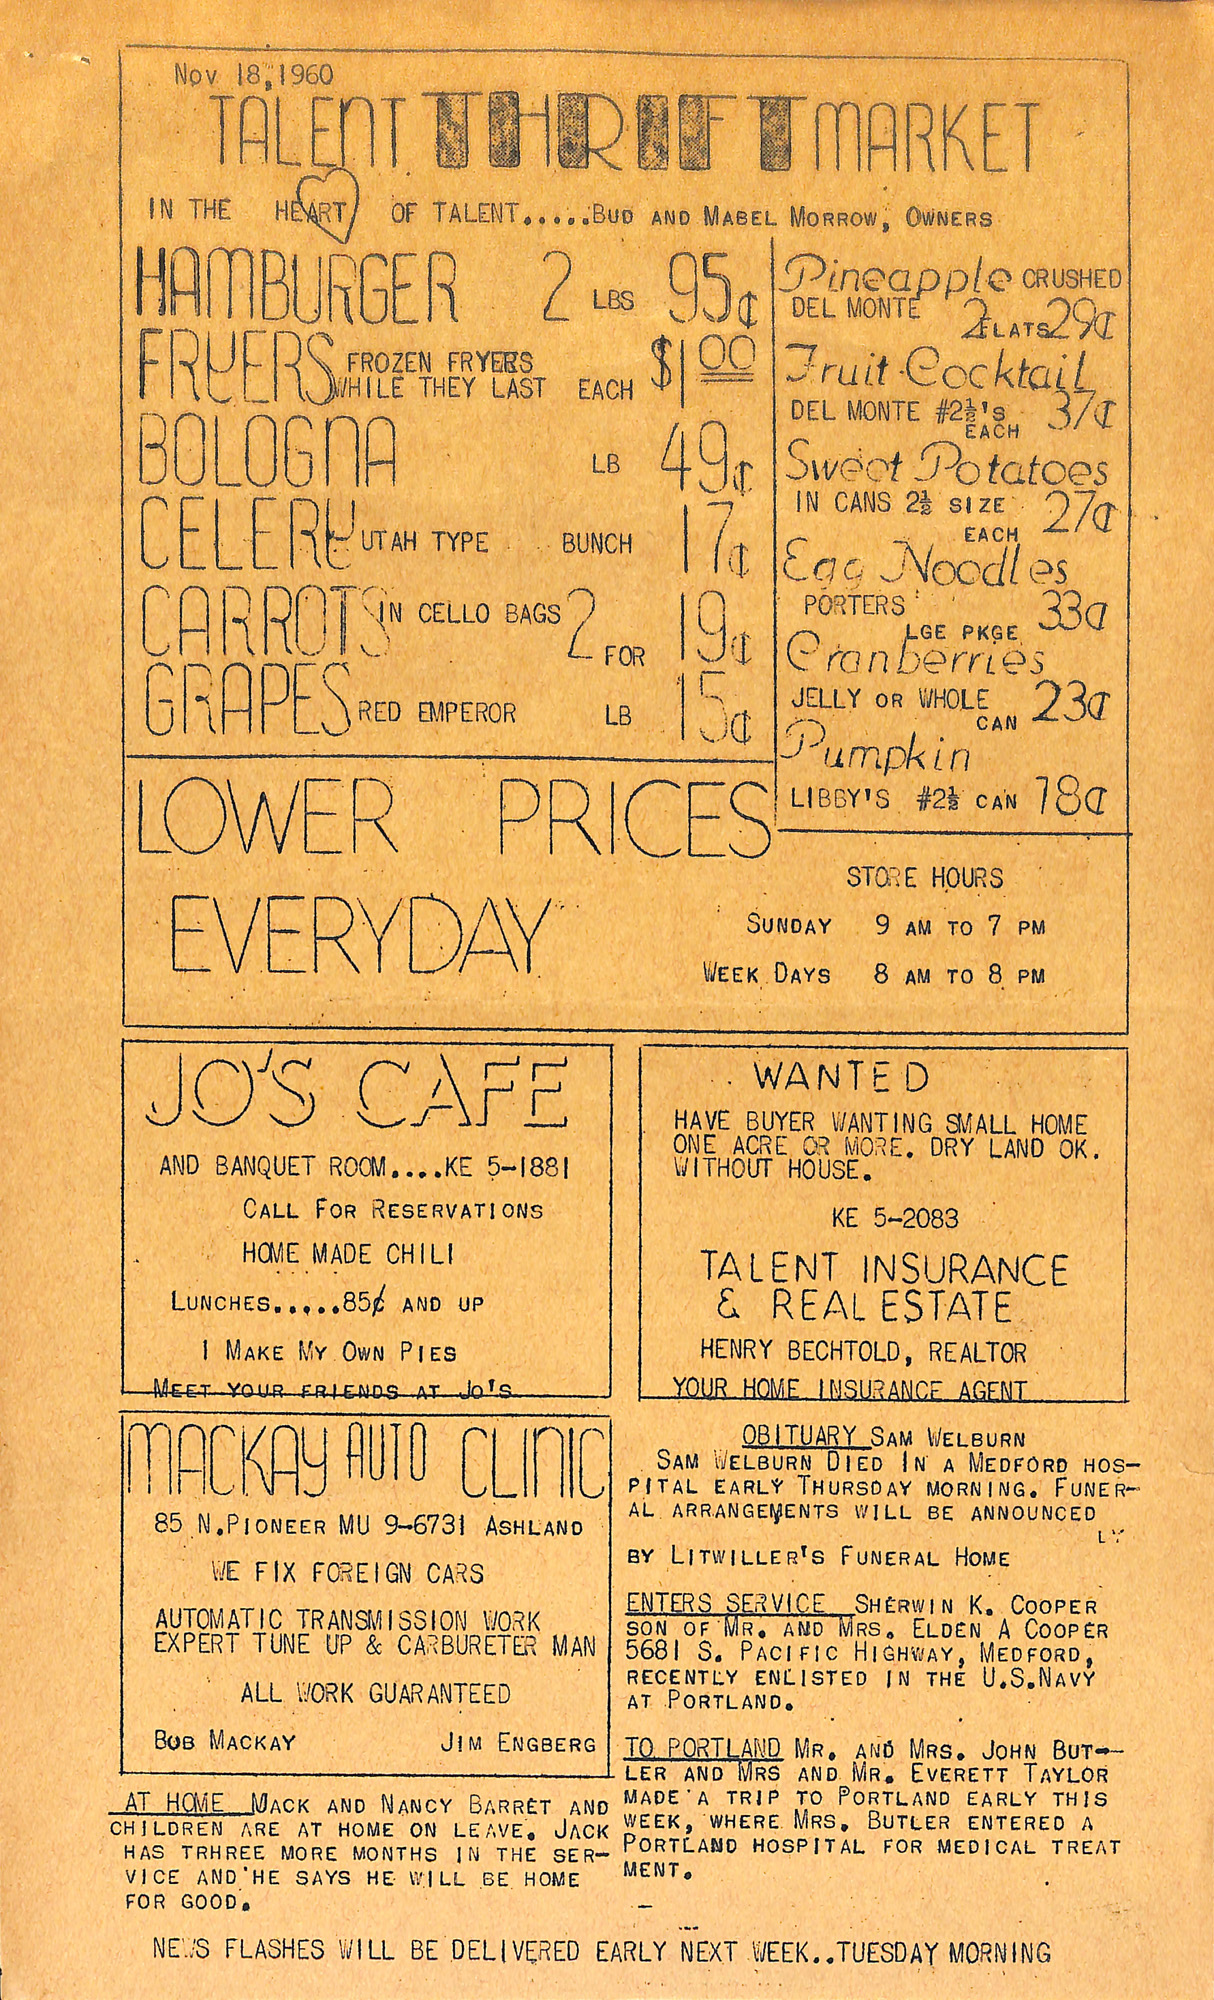 Nov 18, 1960
TALENT THRIFT MARKET
IN THE HEART OF TALENT.....BUD AND MABEL MORROW, OWNERS
HAMBURGER 2 LBS 95¢
FRYERS FROZEN FRYERS
WHILE THEY LAST EACH $1.00
BOLOGNA LB 49¢
CELERY UTAH TYPE BUNCH 17¢
CARROTS IN CELLO BAGS 2 FOR 19¢
GRAPES RED EMPEROR LB 15¢
Pineapple CRUSHED
DEL MONTE 2 FLATS 29¢
Fruit Cocktail
DEL MONTE #2½'S EACH 37¢
Sweet Potatoes
IN CANS 2½ SIZE EACH 27¢
Egg Noodles
PORTERS LGE PKGE 33¢
Cranberries
JELLY OR WHOLE CAN 23¢
Pumpkin
LIBBY'S #2½ CAN 18¢
LOWER PRICES
EVERYDAY
STORE HOURS
SUNDAY 9 AM TO 7 PM
WEEK DAYS 8 AM TO 8 PM
JO'S CAFE
AND BANQUET ROOM....KE 5-1881
CALL FOR RESERVATIONS
HOME MADE CHILI
LUNCHES.....85¢ AND UP
I MAKE MY OWN PIES
MEET YOUR FRIENDS AT JO'S
WANTED
HAVE BUYER WANTING SMALL HOME
ONE ACRE OR MORE. DRY LAND OK.
WITHOUT HOUSE.
KE 5-2083
TALENT INSURANCE
& REAL ESTATE
HENRY BECHTOLD, REALTOR
YOUR HOME INSURANCE AGENT
MACKAY AUTO CLINIC
85 N.PIONEER MU 9-6731 ASHLAND
WE FIX FOREIGN CARS
AUTOMATIC TRANSMISSION WORK
EXPERT TUNE UP & CARBURETER MAN
ALL WORK GUARANTEED
BOB MACKAY JIM ENGBERG
AT HOME MACK AND NANCY BARRET AND
CHILDREN ARE AT HOME ON LEAVE. JACK
HAS TRHREE MORE MONTHS IN THE SER-
VICE AND HE SAYS HE WILL BE HOME
FOR GOOD.
OBITUARY SAM WELBURN
SAM WELBURN DIED IN A MEDFORD HOS-
PITAL EARLY THURSDAY MORNING. FUNER-
AL ARRANGEMENTS WILL BE ANNOUNCED
LY
BY LITWILLER'S FUNERAL HOME
ENTERS SERVICE SHERWIN K. COOPER
SON OF MR. AND MRS. ELDEN A COOPER
5681 S. PACIFIC HIGHWAY, MEDFORD,
RECENTLY ENLISTED IN THE U.S.NAVY
AT PORTLAND.
TO PORTLAND MR. AND MRS. JOHN BUT-
LER AND MRS AND MR. EVERETT TAYLOR
MADE A TRIP TO PORTLAND EARLY THIS
WEEK, WHERE MRS. BUTLER ENTERED A
PORTLAND HOSPITAL FOR MEDICAL TREAT
MENT.
NEWS FLASHES WILL BE DELIVERED EARLY NEXT WEEK..TUESDAY MORNING